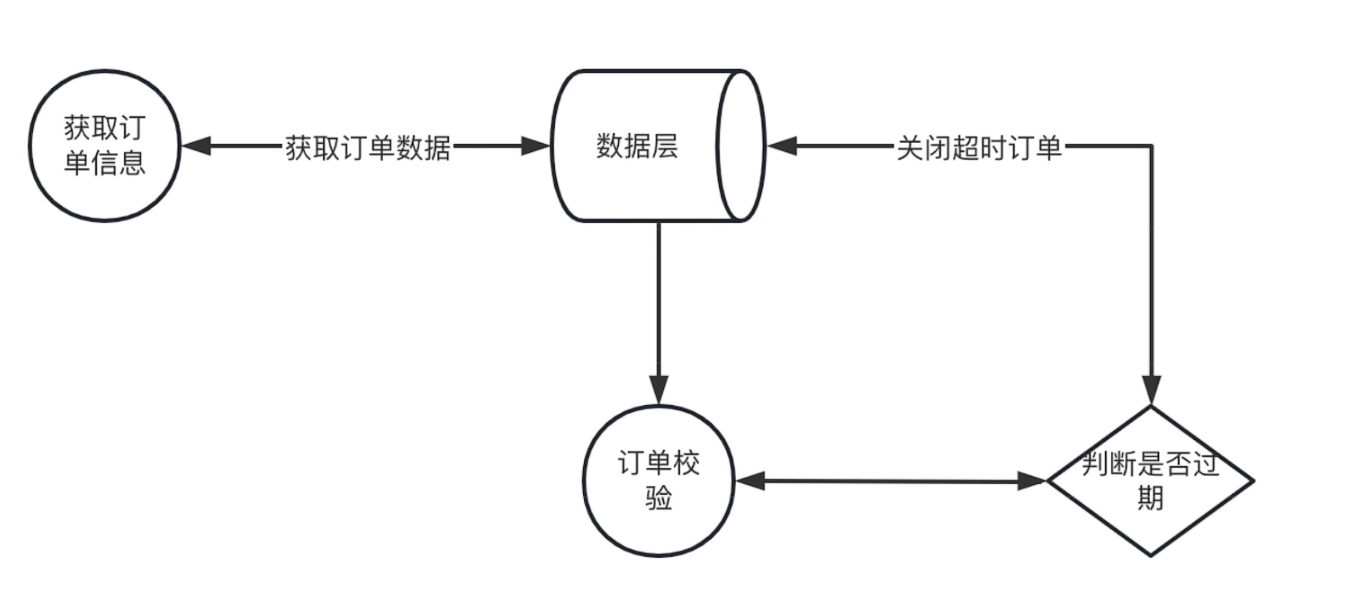 获取订
单信息
获取订单数据
数据层
关闭超时订单
订单校
验
判断是否过
期